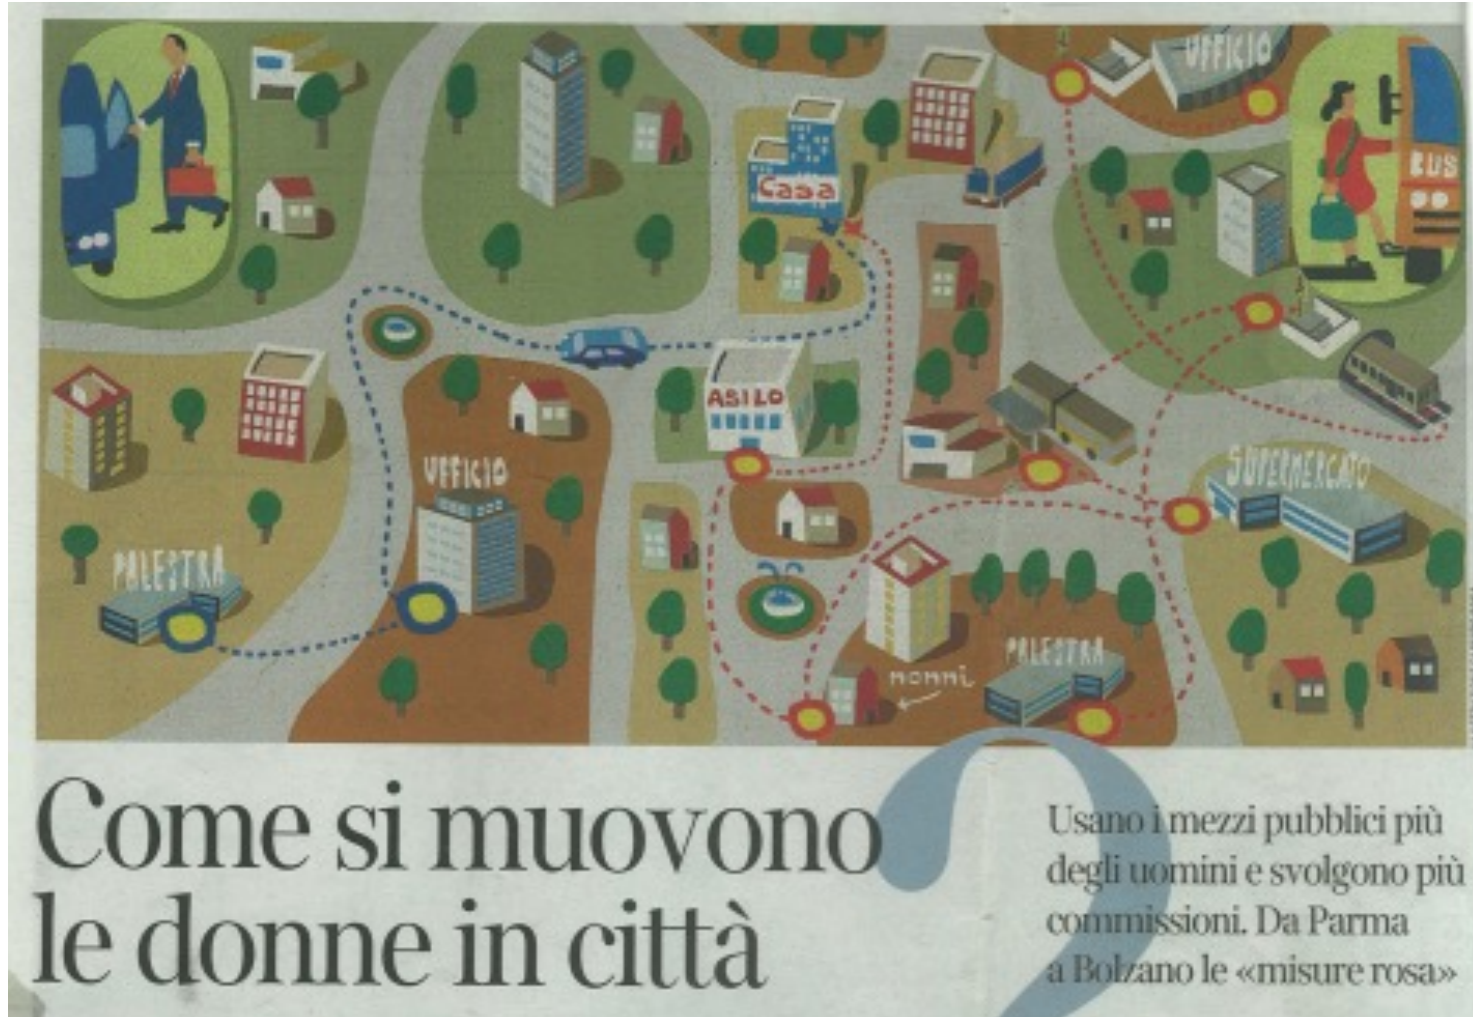 UFFICIO
BUS
Casa
ASILO
UFFICIO
SUPERMERCATO
PALESTRA
nonni
PALESTRA
Come si muovono
le donne in città
?
Usano i mezzi pubblici più
degli uomini e svolgono più
commissioni. Da Parma
a Bolzano le «misure rosa»